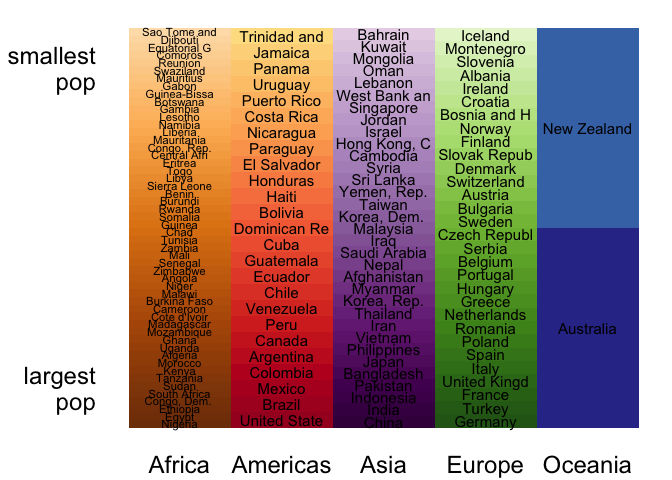 smallest
pop
largest
pop
Sao Tome and
Djibouti
Equatorial G
Comoros
Reunion
Swaziland
Mauritius
Gabon
Guinea-Bissa
Botswana
Gambia
Lesotho
Namibia
Liberia
Mauritania
Congo, Rep.
Central Afri
Eritrea
Togo
Libya
Sierra Leone
Benin
Burundi
Rwanda
Somalia
Guinea
Chad
Tunisia
Zambia
Mali
Senegal
Zimbabwe
Angola
Niger
Malawi
Burkina Faso
Cameroon
Cote d'Ivoir
Madagascar
Mozambique
Ghana
Uganda
Algeria
Morocco
Kenya
Tanzania
Sudan
South Africa
Congo, Dem.
Ethiopia
Egypt
Nigeria
Trinidad and
Jamaica
Panama
Uruguay
Puerto Rico
Costa Rica
Nicaragua
Paraguay
El Salvador
Honduras
Haiti
Bolivia
Dominican Re
Cuba
Guatemala
Ecuador
Chile
Venezuela
Peru
Canada
Argentina
Colombia
Mexico
Brazil
United State
Bahrain
Kuwait
Mongolia
Oman
Lebanon
West Bank an
Singapore
Jordan
Israel
Hong Kong, C
Cambodia
Syria
Sri Lanka
Yemen, Rep.
Taiwan
Korea, Dem.
Malaysia
Iraq
Saudi Arabia
Nepal
Afghanistan
Myanmar
Korea, Rep.
Thailand
Iran
Vietnam
Philippines
Japan
Bangladesh
Pakistan
Indonesia
India
China
Iceland
Montenegro
Slovenia
Albania
Ireland
Croatia
Bosnia and H
Norway
Finland
Slovak Repub
Denmark
Switzerland
Austria
Bulgaria
Sweden
Czech Republ
Serbia
Belgium
Portugal
Hungary
Greece
Netherlands
Romania
Poland
Spain
Italy
United Kingd
France
Turkey
Germany
New Zealand
Australia
Africa Americas Asia Europe Oceania